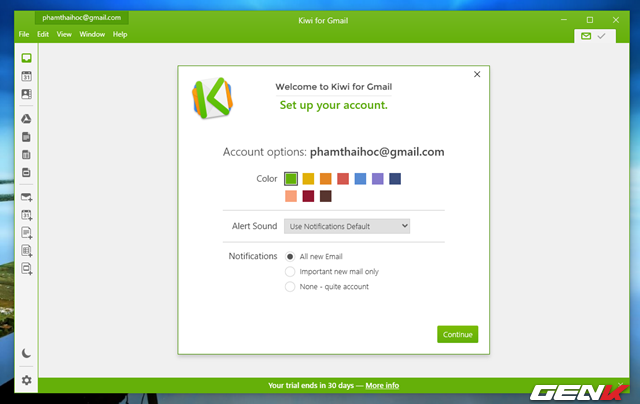 phamthaihoc@gmail.com
Kiwi for Gmail
File Edit View Window Help
Welcome to Kiwi for Gmail
Set up your account.
Account options: phamthaihoc@gmail.com
Color
Alert Sound Use Notifications Default
Notifications All new Email
Important new mail only
None - quite account
Continue
Your trial ends in 30 days — More info
GENK